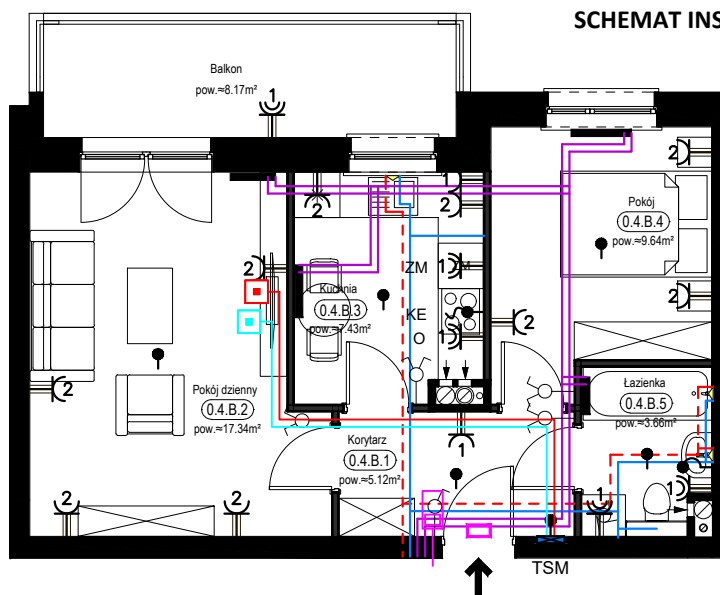 SCHEMAT INS
Balkon
pow.≈8.17m²
1
2
2
1
2
Pokój
0.4.B.4
pow.≈9.64m²
2
ZM
1
2
Kuchnia
0.4.B.3
pow.≈7.43m²
KE
O
1
2
2
Pokój dzienny
0.4.B.2
pow.≈17.34m²
Łazienka
0.4.B.5
pow.≈3.66m²
Korytarz
0.4.B.1
pow.≈5.12m²
1
2
2
1
1
TSM